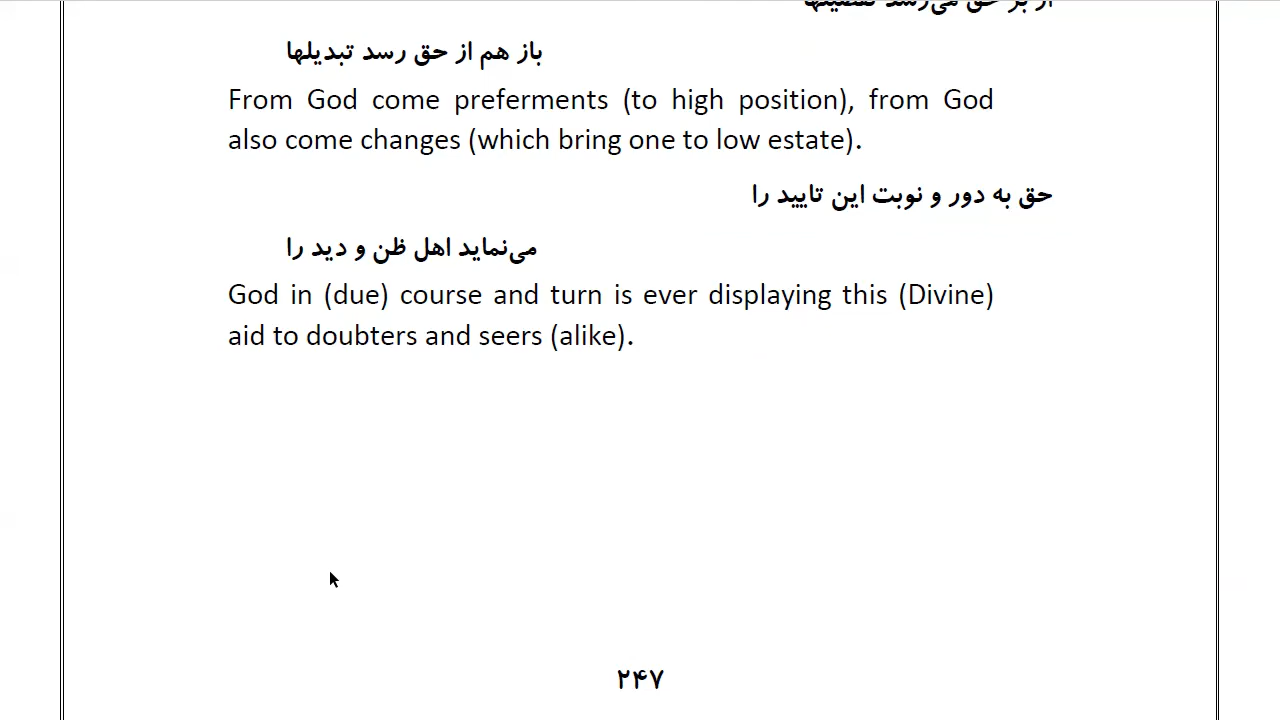 باز هم از حق رسد تبدیلها
From God come preferments (to high position), from God
also come changes (which bring one to low estate).
حق به دور و نوبت این تایید را
می‌نماید اهل ظن و دید را
God in (due) course and turn is ever displaying this (Divine)
aid to doubters and seers (alike).
۲۴۷